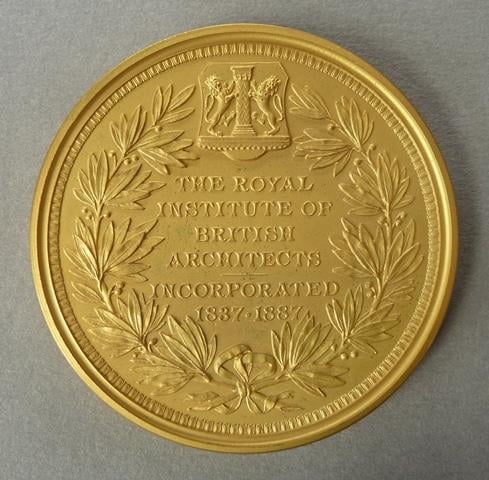 THE ROYAL
INSTITUTE OF
BRITISH
ARCHITECTS
INCORPORATED
1837·1887